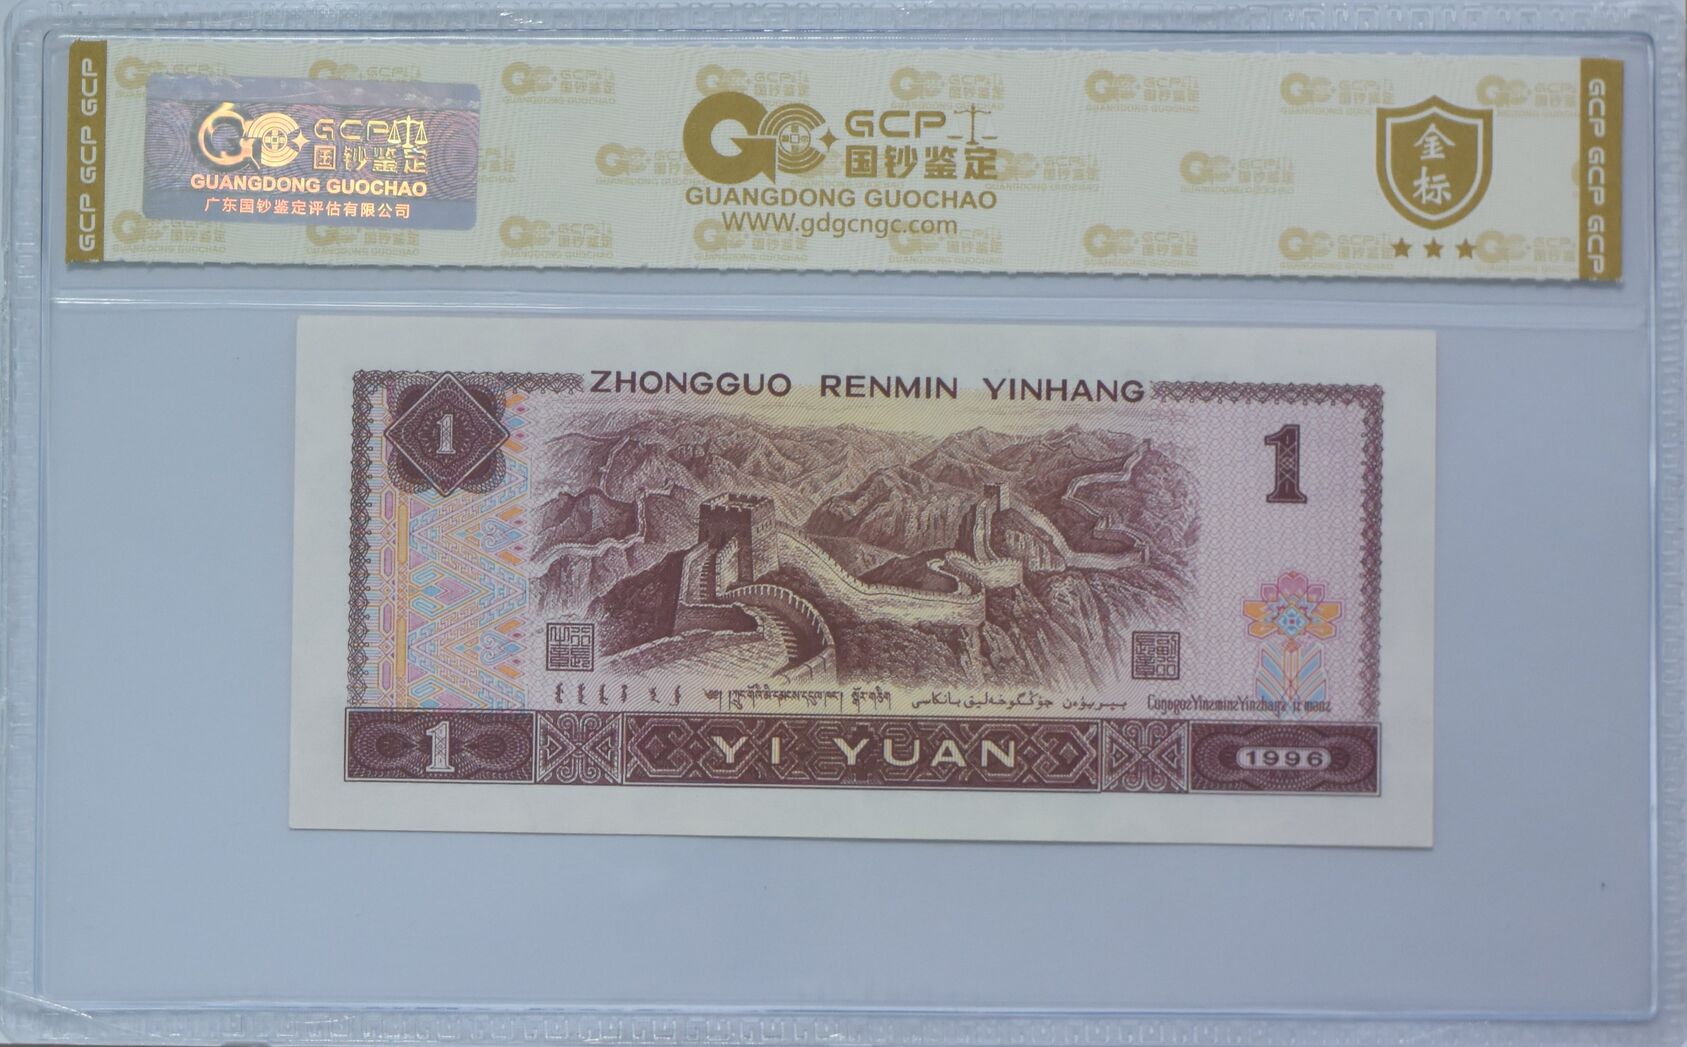 GCP GCP GCP
GCP
国钞鉴定
GUANGDONG GUOCHAO
广东国钞鉴定评估有限公司
GCP
国钞鉴定
GUANGDONG GUOCHAO
WWW.gdgcngc.com
金标
GCP GCP GCP
ZHONGGUO RENMIN YINHANG
1
1
1
YI YUAN
1996